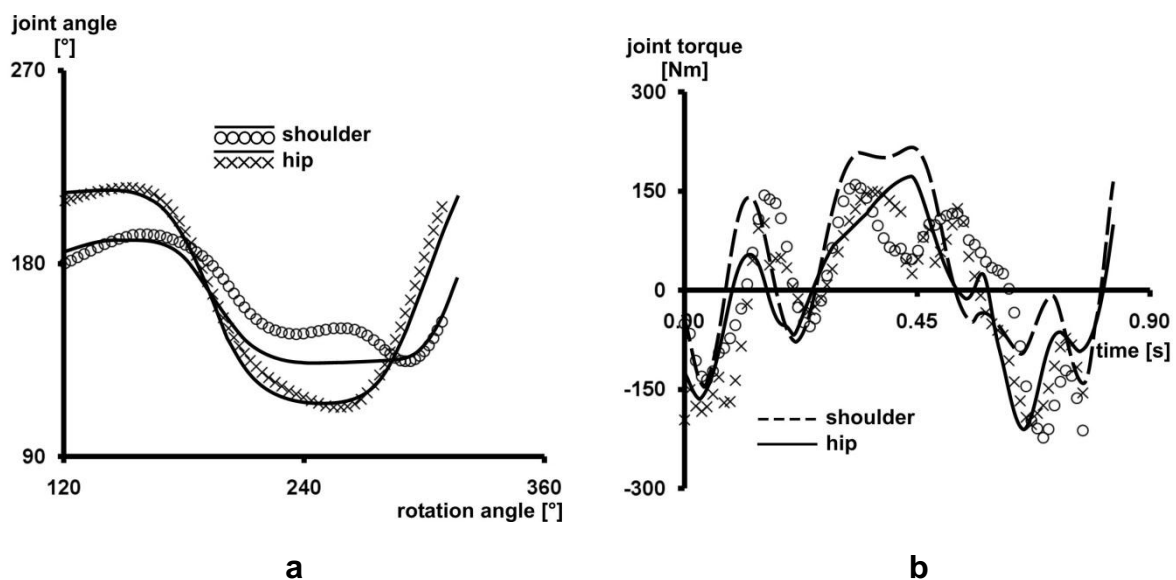 joint angle
[°]
270
180
90
120
240
360
rotation angle [°]
shoulder
hip
a
joint torque
[Nm]
300
150
0
-150
-300
0.00
0.45
0.90
time [s]
shoulder
hip
b